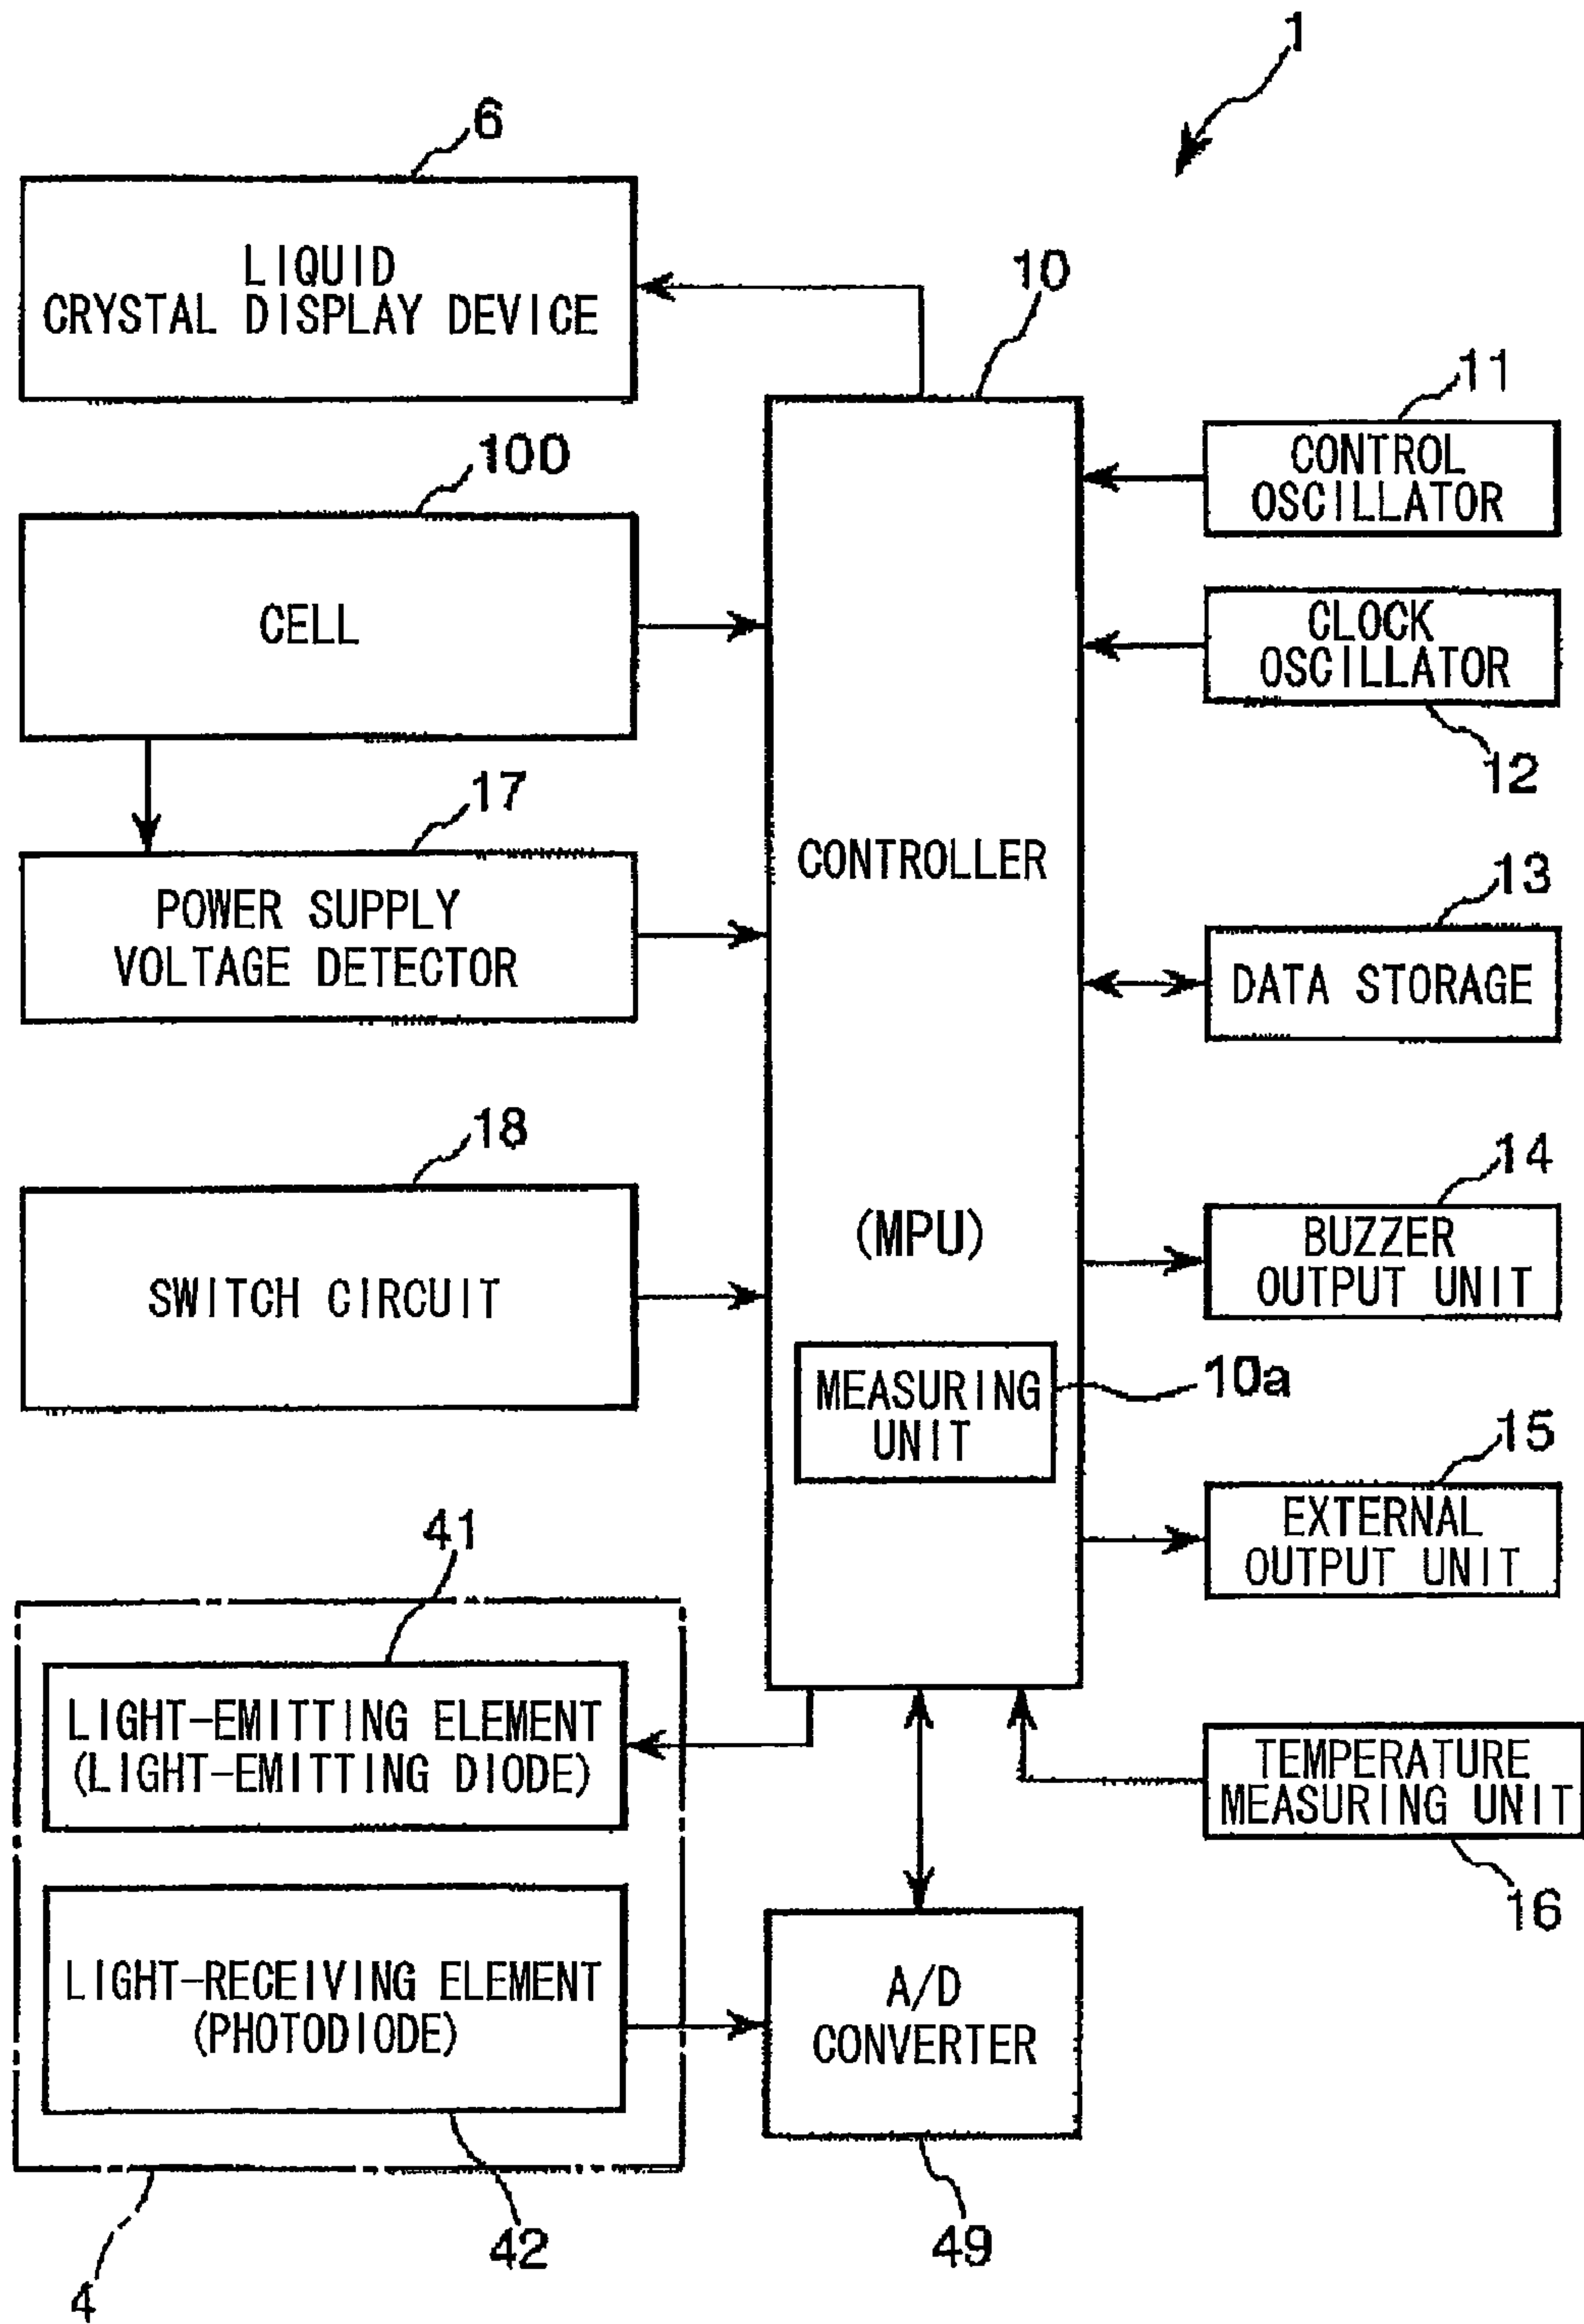 1
6
LIQUID
CRYSTAL DISPLAY DEVICE
10
11
CONTROL
OSCILLATOR
100
CELL
CLOCK
OSCILLATOR
12
17
POWER SUPPLY
VOLTAGE DETECTOR
CONTROLLER
13
DATA STORAGE
18
SWITCH CIRCUIT
(MPU)
14
BUZZER
OUTPUT UNIT
MEASURING
UNIT
10a
15
EXTERNAL
OUTPUT UNIT
41
LIGHT-EMITTING ELEMENT
(LIGHT-EMITTING DIODE)
TEMPERATURE
MEASURING UNIT
16
LIGHT-RECEIVING ELEMENT
(PHOTODIODE)
A/D
CONVERTER
42
49
4